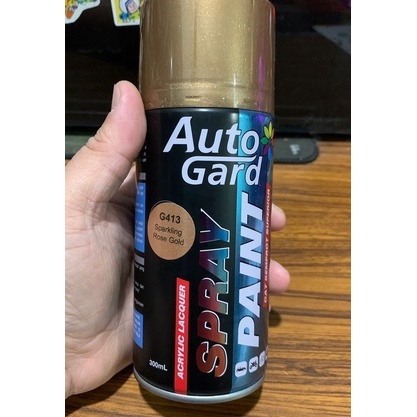 Auto
Gard
G413
Sparkling
Rose Gold
SPRAY
PAINT
ACRYLIC LACQUER
300mL